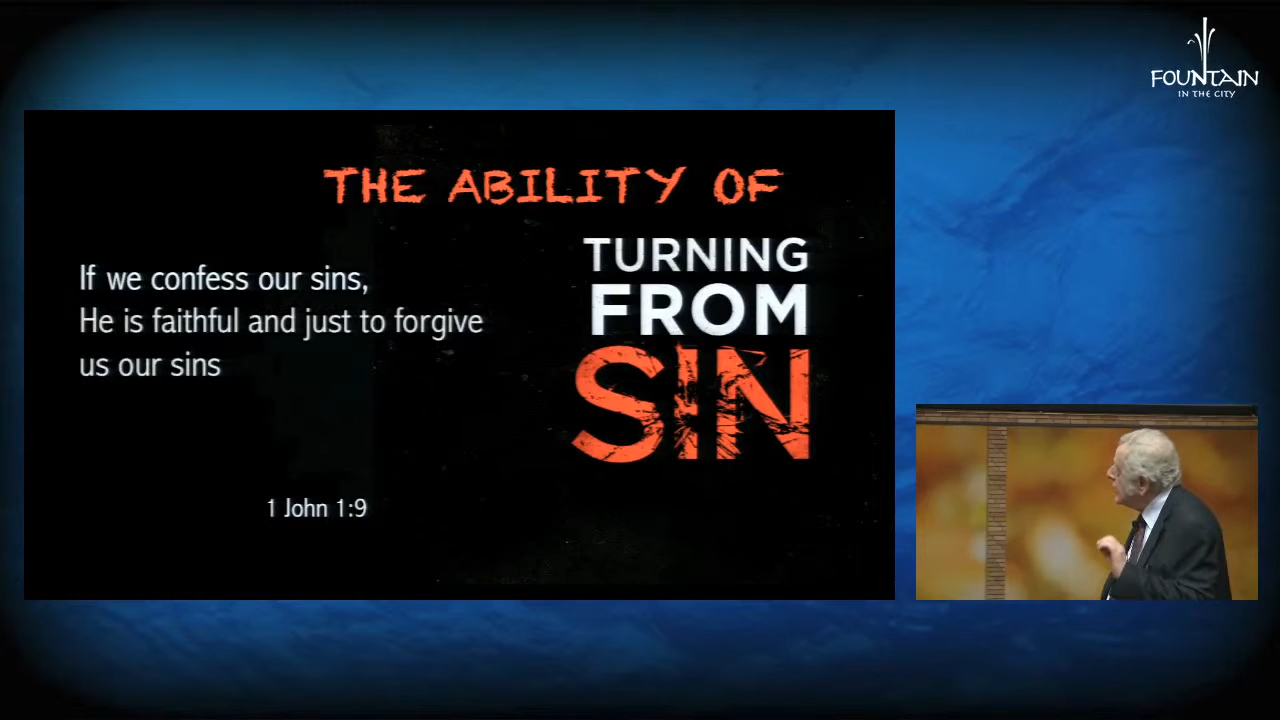 FOUNTAIN
IN THE CITY
THE ABILITY OF
TURNING
FROM
SIN
If we confess our sins,
He is faithful and just to forgive
us our sins
1 John 1:9